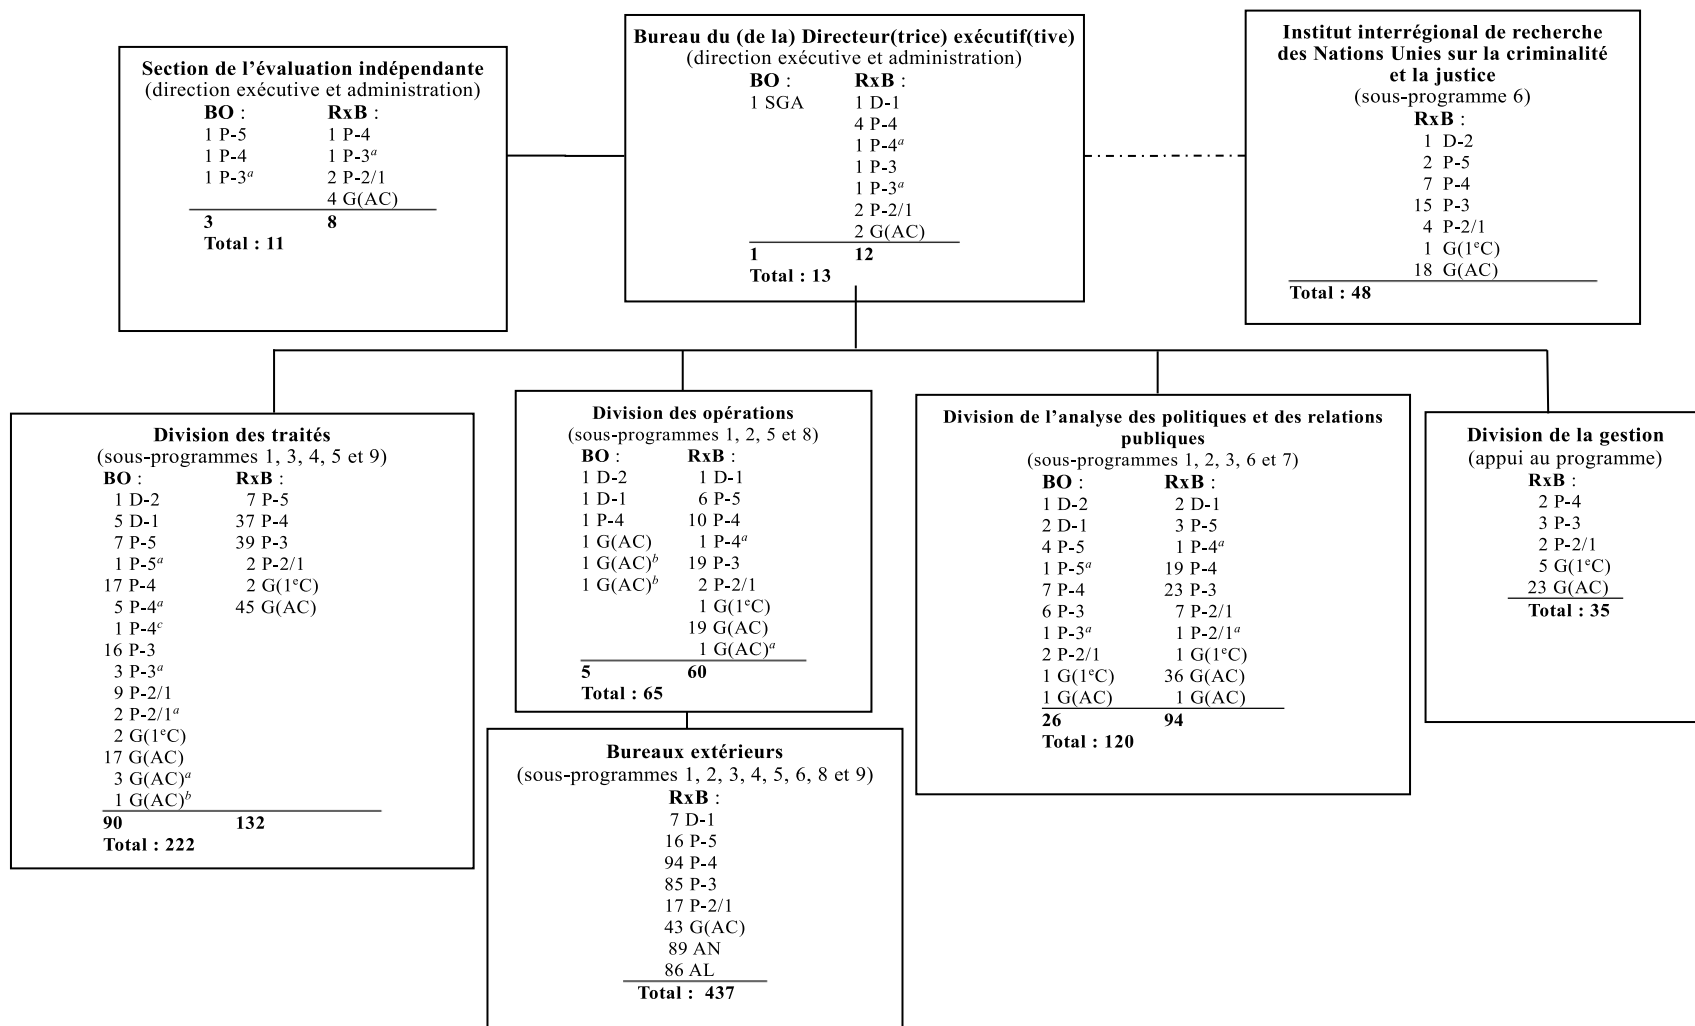 Section de l'évaluation indépendante
(direction exécutive et administration)
BO : RxB :
1 P-5 1 P-4
1 P-4 1 P-3ᵃ
1 P-3ᵃ 2 P-2/1
4 G(AC)
3 8
Total : 11
Bureau du (de la) Directeur(trice) exécutif(tive)
(direction exécutive et administration)
BO : RxB :
1 SGA 1 D-1
4 P-4
1 P-4ᵃ
1 P-3
1 P-3ᵃ
2 P-2/1
2 G(AC)
1 12
Total : 13
Institut interrégional de recherche
des Nations Unies sur la criminalité
et la justice
(sous-programme 6)
RxB :
1 D-2
2 P-5
7 P-4
15 P-3
4 P-2/1
1 G(1ᵉC)
18 G(AC)
Total : 48
Division des traités
(sous-programmes 1, 3, 4, 5 et 9)
BO : RxB :
1 D-2 7 P-5
5 D-1 37 P-4
7 P-5 39 P-3
1 P-5ᵃ 2 P-2/1
17 P-4 2 G(1ᵉC)
5 P-4ᵃ 45 G(AC)
1 P-4ᶜ
16 P-3
3 P-3ᵃ
9 P-2/1
2 P-2/1ᵃ
2 G(1ᵉC)
17 G(AC)
3 G(AC)ᵃ
1 G(AC)ᵇ
90 132
Total : 222
Division des opérations
(sous-programmes 1, 2, 5 et 8)
BO : RxB :
1 D-2 1 D-1
1 D-1 6 P-5
1 P-4 10 P-4
1 G(AC) 1 P-4ᵃ
1 G(AC)ᵇ 19 P-3
1 G(AC)ᵇ 2 P-2/1
1 G(1ᵉC)
19 G(AC)
1 G(AC)ᵃ
5 60
Total : 65
Division de l'analyse des politiques et des relations
publiques
(sous-programmes 1, 2, 3, 6 et 7)
BO : RxB :
1 D-2 2 D-1
2 D-1 3 P-5
4 P-5 1 P-4ᵃ
1 P-5ᵃ 19 P-4
7 P-4 23 P-3
6 P-3 7 P-2/1
1 P-3ᵃ 1 P-2/1ᵃ
2 P-2/1 1 G(1ᵉC)
1 G(1ᵉC) 36 G(AC)
1 G(AC) 1 G(AC)
26 94
Total : 120
Division de la gestion
(appui au programme)
RxB :
2 P-4
3 P-3
2 P-2/1
5 G(1ᵉC)
23 G(AC)
Total : 35
Bureaux extérieurs
(sous-programmes 1, 2, 3, 4, 5, 6, 8 et 9)
RxB :
7 D-1
16 P-5
94 P-4
85 P-3
17 P-2/1
43 G(AC)
89 AN
86 AL
Total : 437